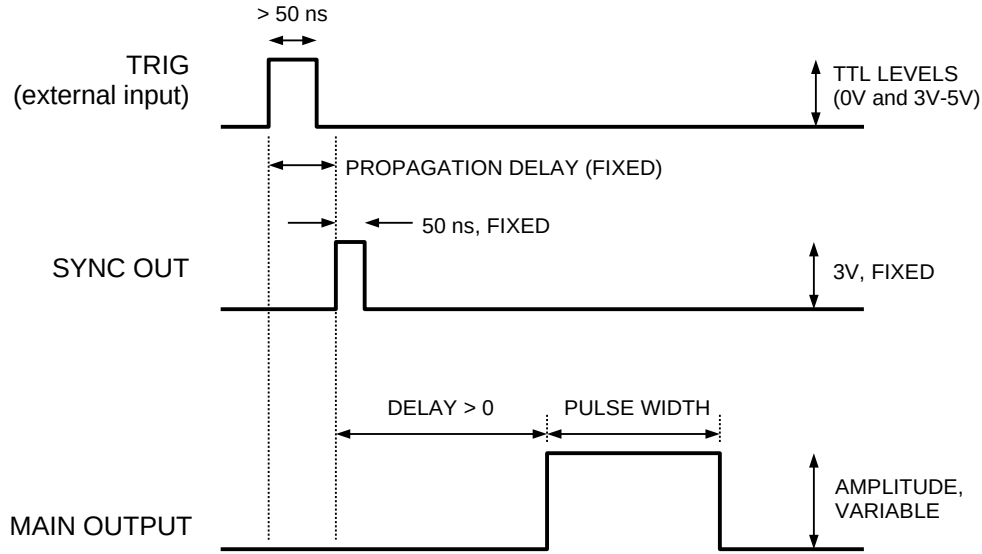 > 50 ns
TRIG
(external input)
TTL LEVELS
(0V and 3V-5V)
PROPAGATION DELAY (FIXED)
50 ns, FIXED
SYNC OUT
3V, FIXED
DELAY > 0
PULSE WIDTH
MAIN OUTPUT
AMPLITUDE,
VARIABLE